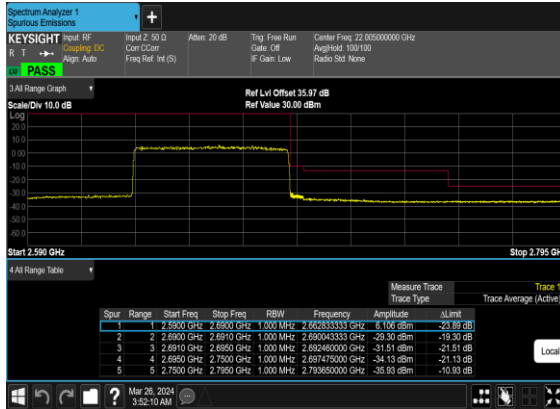 Spectrum Analyzer 1
Spurious Emissions
+
KEYSIGHT Input: RF Input Z: 50 Ω Atten: 20 dB Trig: Free Run Center Freq: 22.005000000 GHz
R T Coupling: DC Corr CCorr Gate: Off Avg|Hold: 100/100
Align: Auto Freq Ref: Int (S) IF Gain: Low Radio Std: None
PASS
3 All Range Graph
Ref Lvl Offset 35.97 dB
Scale/Div 10.0 dB Ref Value 30.00 dBm
Log
20.0
10.0
0.00
-10.0
-20.0
-30.0
-40.0
-50.0
-60.0
Start 2.590 GHz Stop 2.795 GH
4 All Range Table
Measure Trace Trace 1
Trace Type Trace Average (Active)
Spur Range Start Freq Stop Freq RBW Frequency Amplitude ΔLimit
1 1 2.5900 GHz 2.6900 GHz 1.000 MHz 2.662833333 GHz 6.106 dBm -23.89 dB
2 2 2.6900 GHz 2.6910 GHz 1.000 MHz 2.690043333 GHz -29.30 dBm -19.30 dB
3 3 2.6910 GHz 2.6950 GHz 1.000 MHz 2.692460000 GHz -31.51 dBm -21.51 dB
4 4 2.6950 GHz 2.7500 GHz 1.000 MHz 2.697475000 GHz -34.13 dBm -21.13 dB
5 5 2.7500 GHz 2.7950 GHz 1.000 MHz 2.793650000 GHz -35.93 dBm -10.93 dB
Local
? Mar 26, 2024
3:52:10 AM